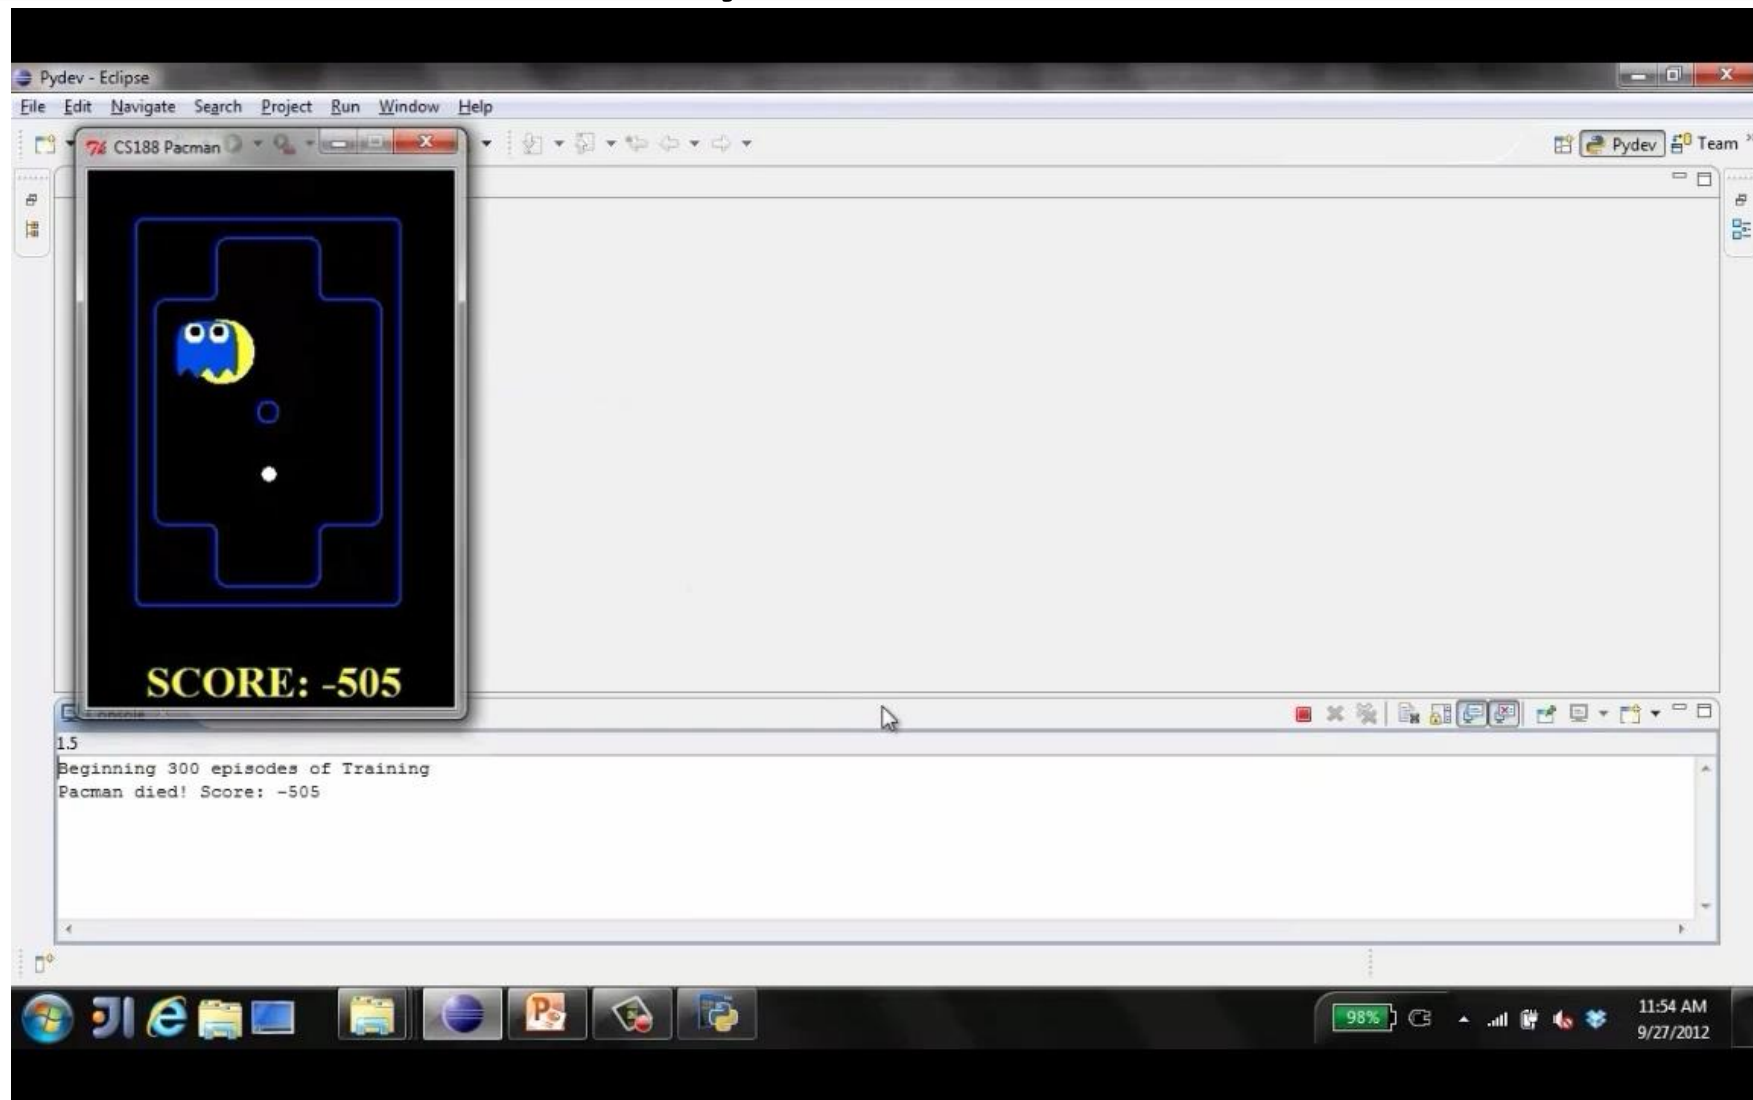 Pydev - Eclipse
File Edit Navigate Search Project Run Window Help
CS188 Pacman
Pydev
Team
SCORE: -505
Console
1.5
Beginning 300 episodes of Training
Pacman died! Score: -505
98%
11:54 AM
9/27/2012